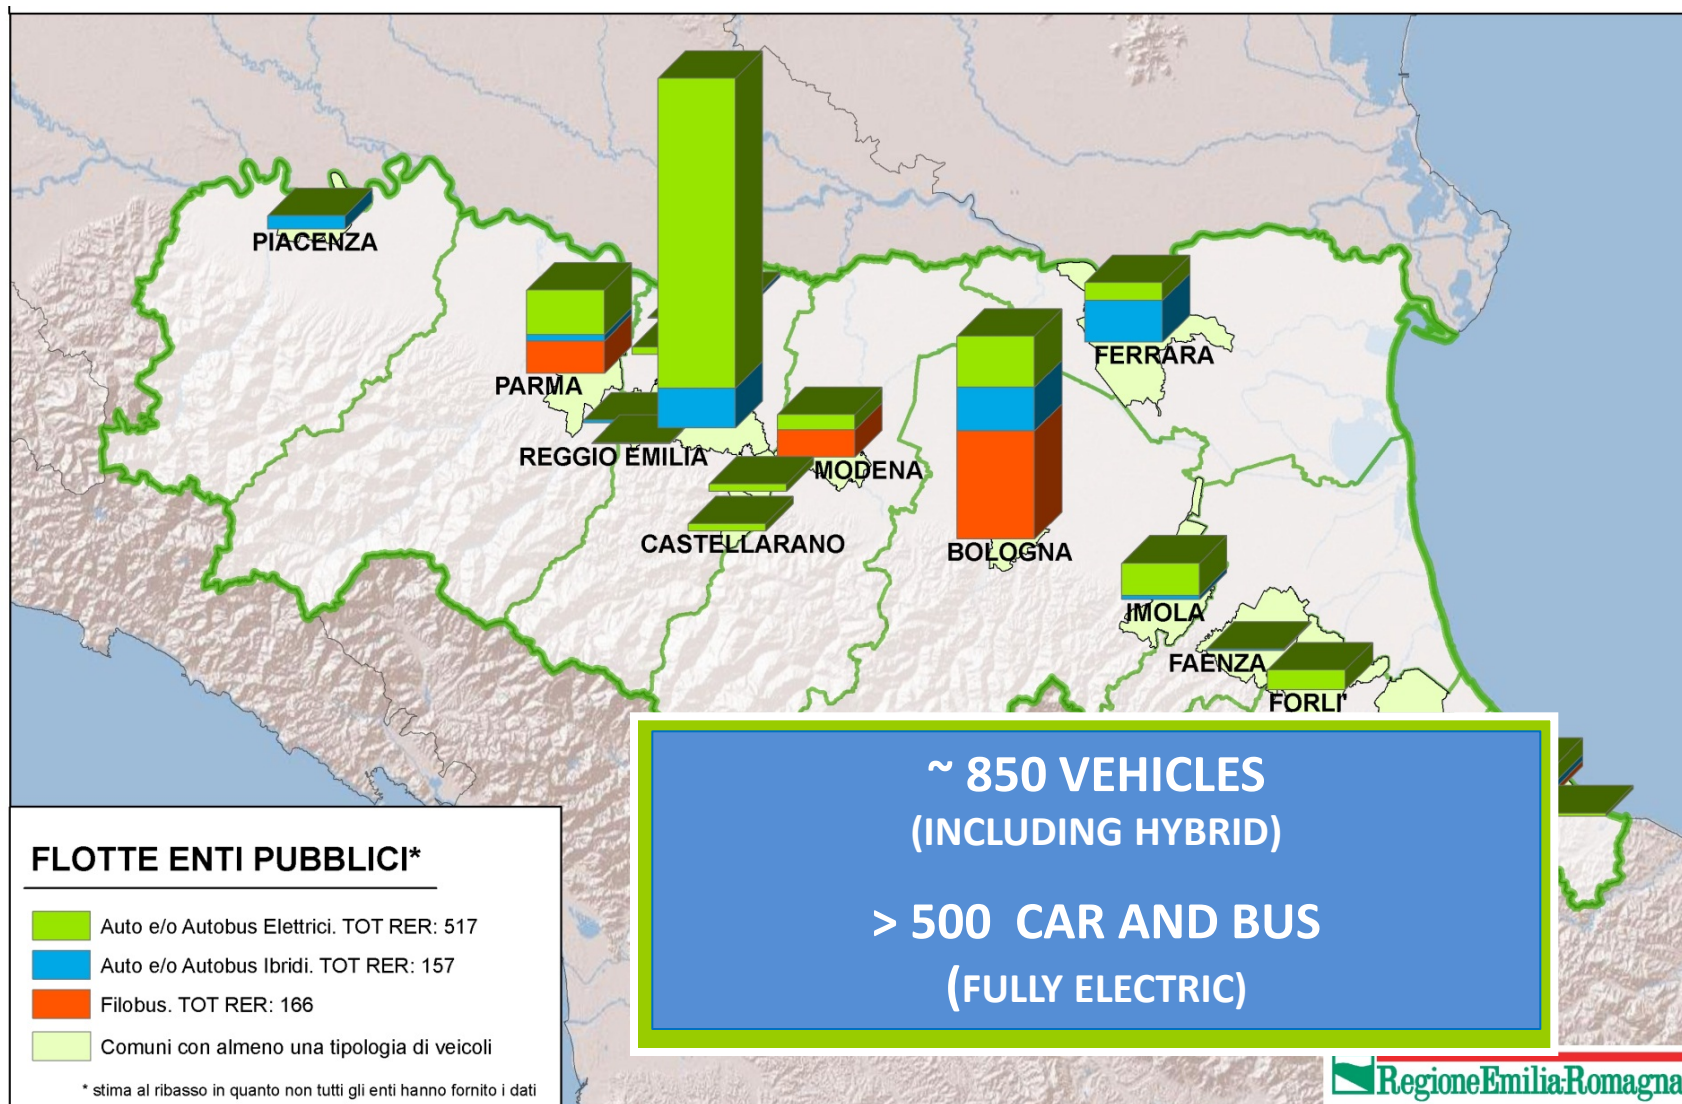 PIACENZA
PARMA
FERRARA
REGGIO EMILIA
MODENA
CASTELLARANO
BOLOGNA
IMOLA
FAENZA
FORLI'
~ 850 VEHICLES
(INCLUDING HYBRID)
> 500 CAR AND BUS
(FULLY ELECTRIC)
FLOTTE ENTI PUBBLICI*
Auto e/o Autobus Elettrici. TOT RER: 517
Auto e/o Autobus Ibridi. TOT RER: 157
Filobus. TOT RER: 166
Comuni con almeno una tipologia di veicoli
* stima al ribasso in quanto non tutti gli enti hanno fornito i dati
RegioneEmilia-Romagna